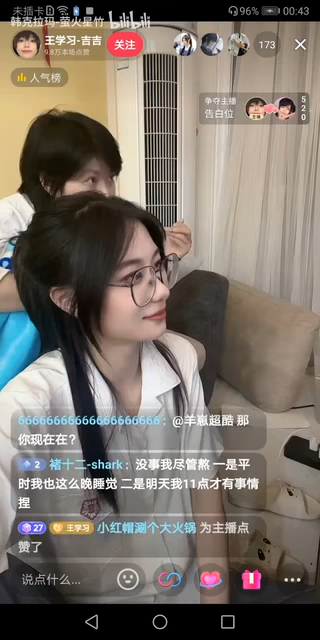 未插卡 96% 00:43
韩克拉玛-萤火星竹 bilibili
王学习-吉吉
9.8万本场点赞
关注
173
人气榜
争夺主播
告白位
520
@羊崽超酷 那
你现在在?
2 褚十二-shark: 没事我尽管熬 一是平
时我也这么晚睡觉 二是明天我11点才有事情
捏
27 王学习 小红帽涮个大火锅 为主播点
赞了
说点什么...